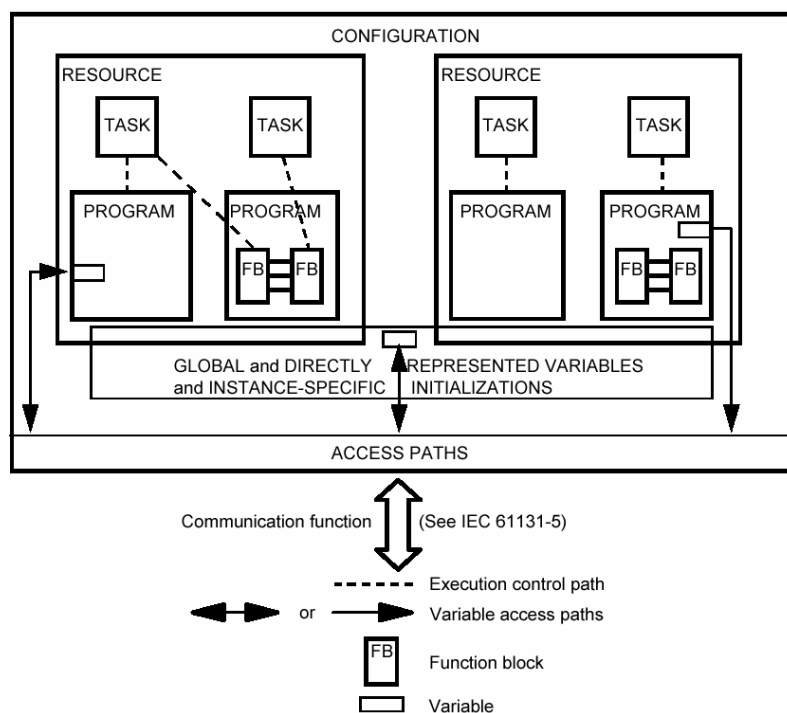 CONFIGURATION
RESOURCE
RESOURCE
TASK
TASK
TASK
TASK
PROGRAM
PROGRAM
PROGRAM
PROGRAM
FB
FB
FB
FB
GLOBAL and DIRECTLY REPRESENTED VARIABLES
and INSTANCE-SPECIFIC INITIALIZATIONS
ACCESS PATHS
Communication function (See IEC 61131-5)
Execution control path
or Variable access paths
FB Function block
Variable